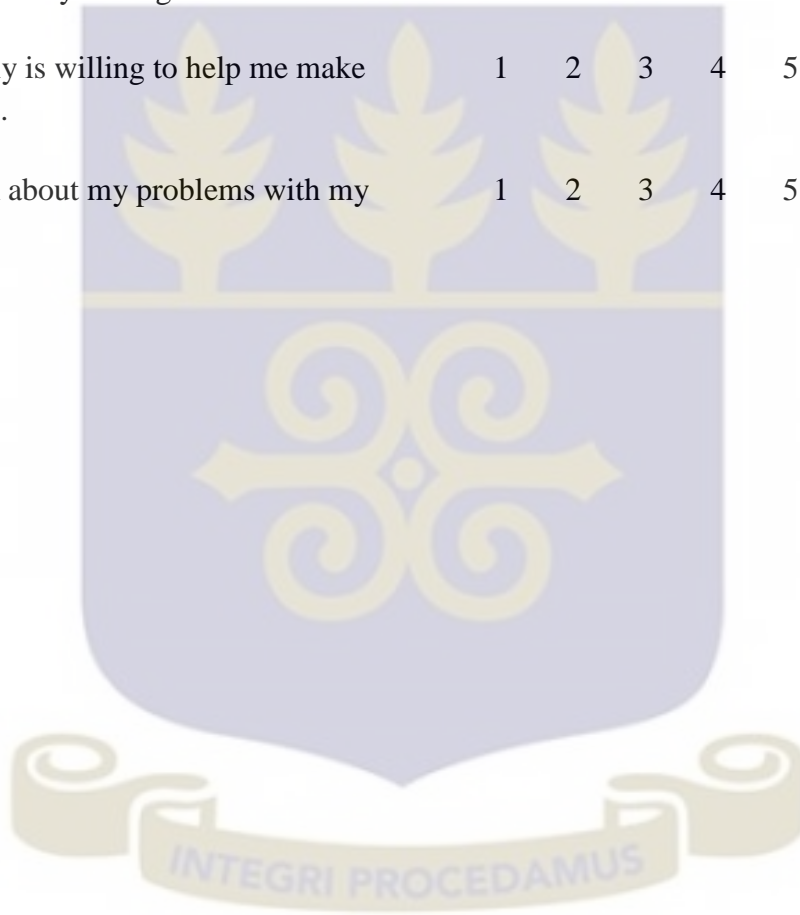 y is willing to help me make 1 2 3 4 5
.
about my problems with my 1 2 3 4 5
INTEGRI PROCEDAMUS